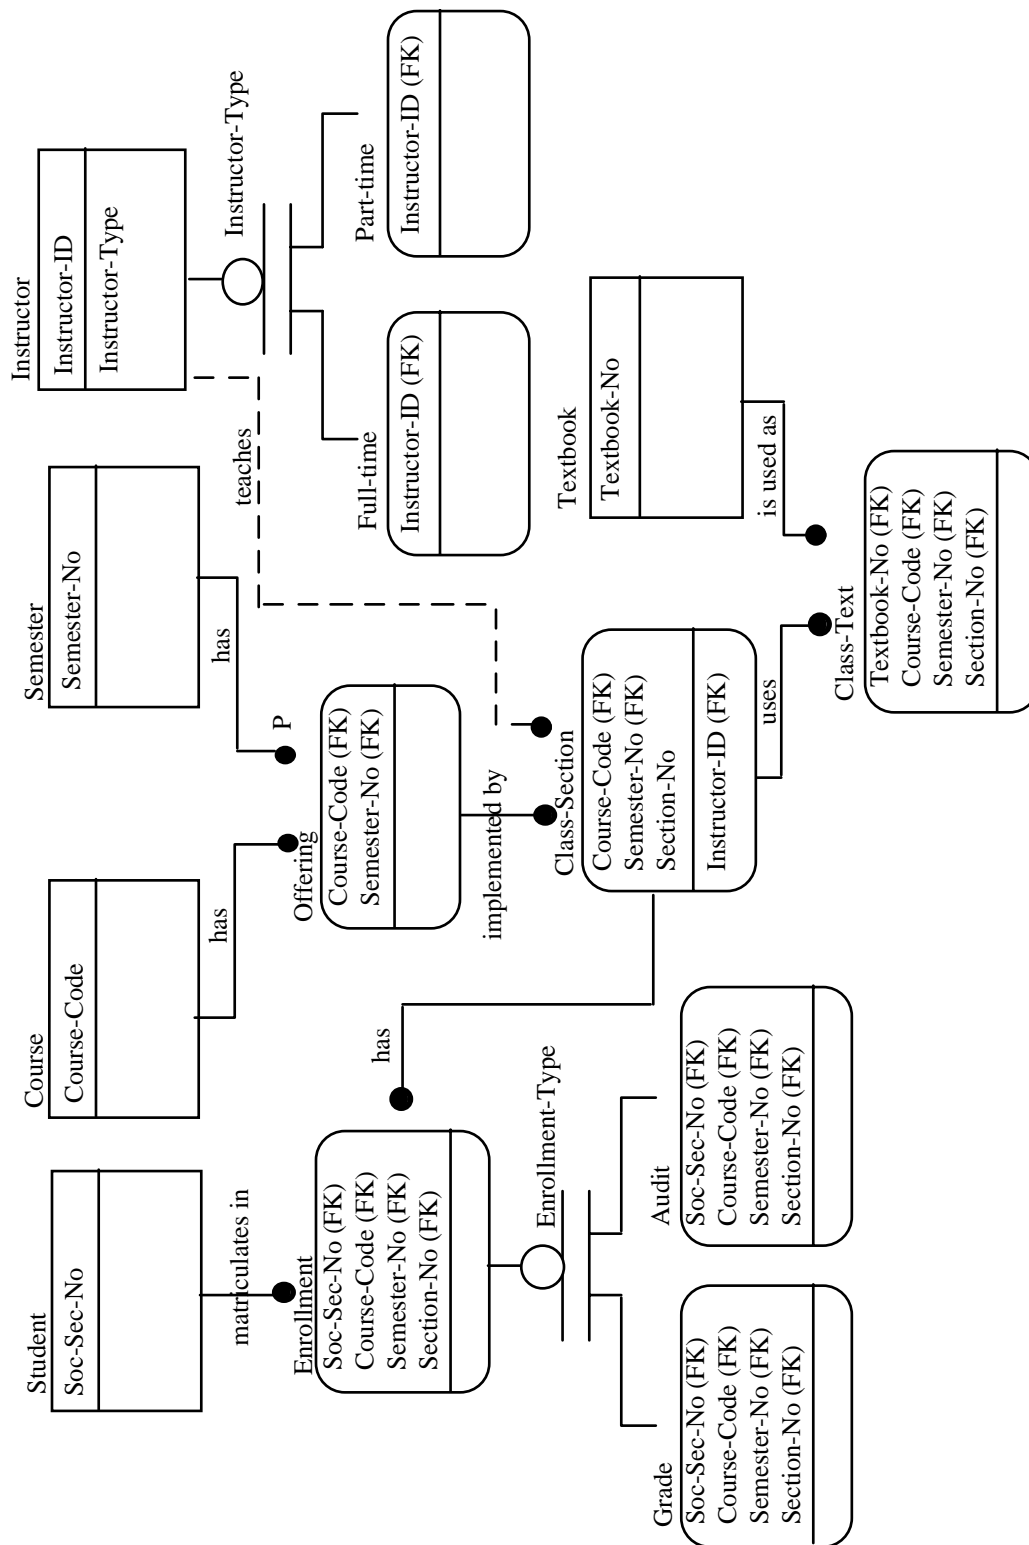 Student
Soc-Sec-No
Course
Course-Code
Semester
Semester-No
Instructor
Instructor-ID
Instructor-Type
matriculates in
has
has
teaches
Instructor-Type
P
Enrollment
Soc-Sec-No (FK)
Course-Code (FK)
Semester-No (FK)
Section-No (FK)
Offering
Course-Code (FK)
Semester-No (FK)
Full-time
Instructor-ID (FK)
Part-time
Instructor-ID (FK)
has
implemented by
Enrollment-Type
Class-Section
Course-Code (FK)
Semester-No (FK)
Section-No
Instructor-ID (FK)
Textbook
Textbook-No
Grade
Soc-Sec-No (FK)
Course-Code (FK)
Semester-No (FK)
Section-No (FK)
Audit
Soc-Sec-No (FK)
Course-Code (FK)
Semester-No (FK)
Section-No (FK)
uses
is used as
Class-Text
Textbook-No (FK)
Course-Code (FK)
Semester-No (FK)
Section-No (FK)